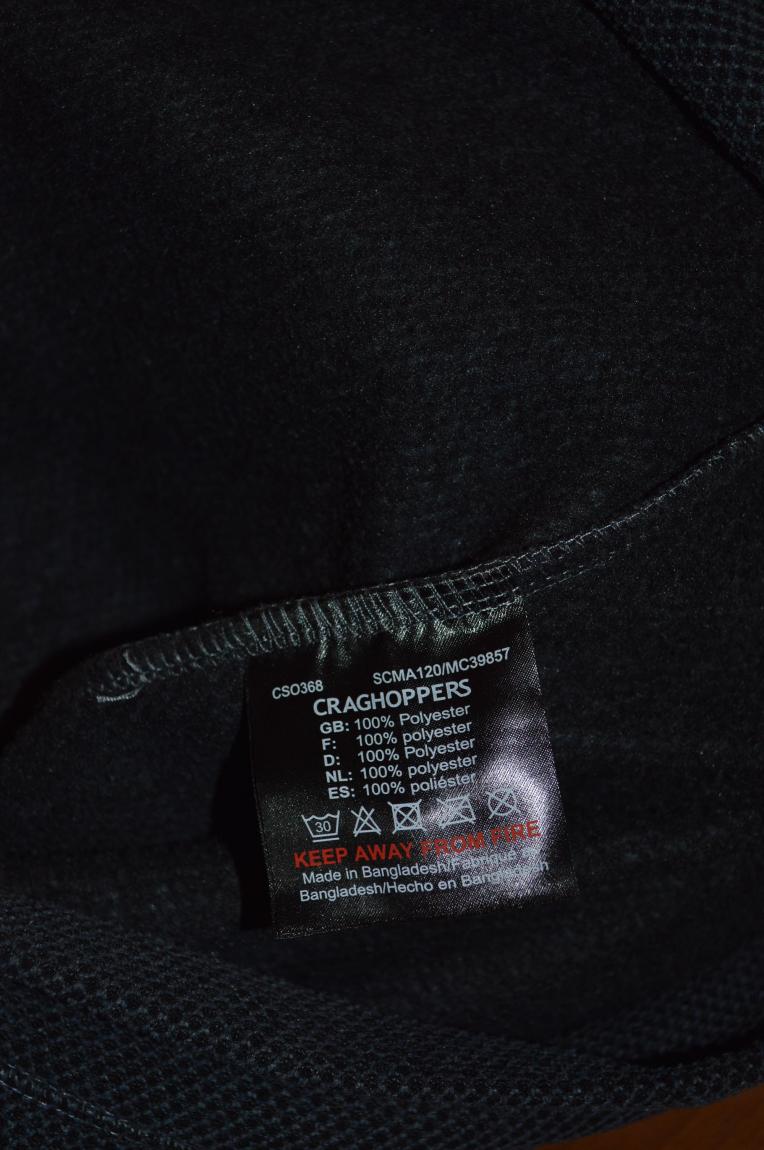 CSO368 SCMA120/MC39857
CRAGHOPPERS
GB: 100% Polyester
F: 100% polyester
D: 100% Polyester
NL: 100% polyester
ES: 100% poliéster
30
KEEP AWAY FROM FIRE
Made in Bangladesh/Fabriqué
Bangladesh/Hecho en Bangladesh